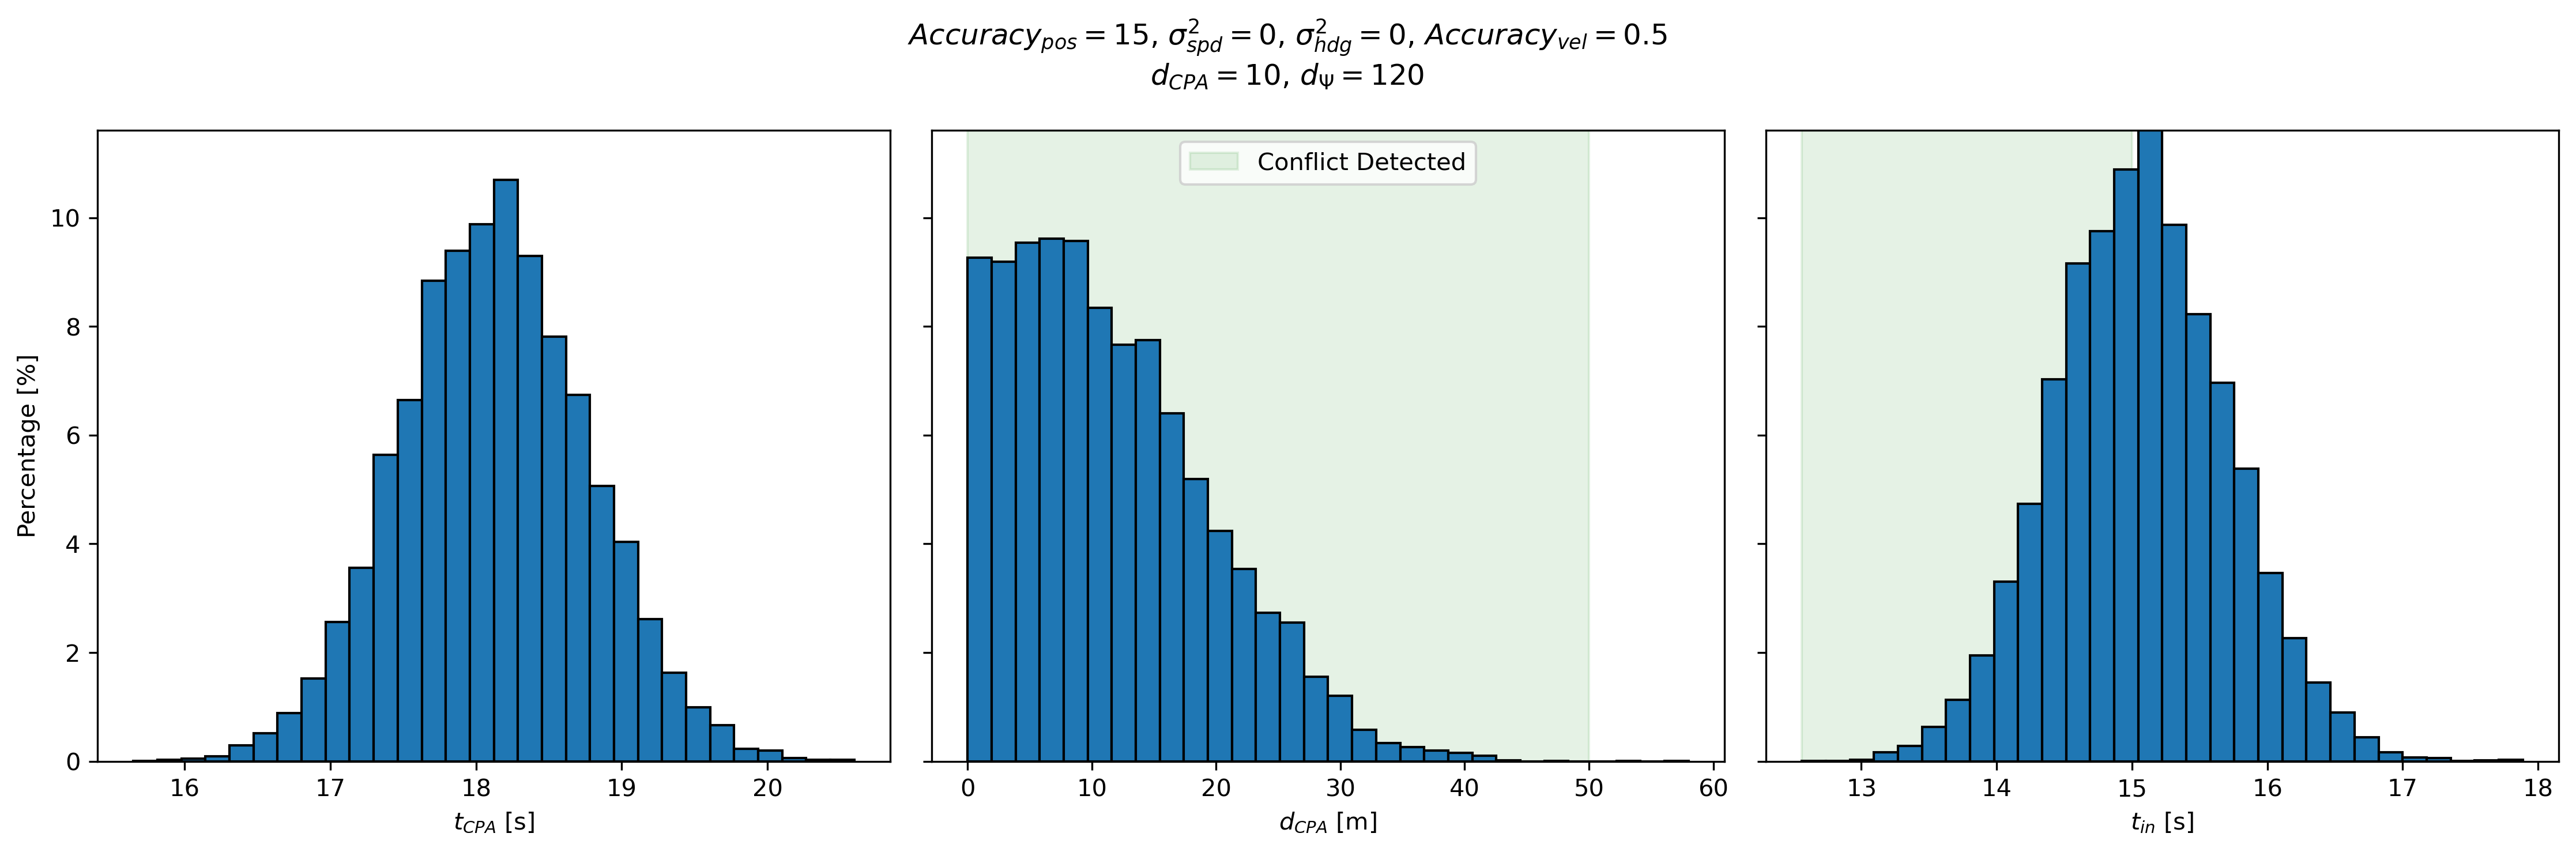 Accuracy_pos = 15, σ²_spd = 0, σ²_hdg = 0, Accuracy_vel = 0.5
d_CPA = 10, d_Ψ = 120
Conflict Detected
Percentage [%]
10
8
6
4
2
0
16 17 18 19 20
t_CPA [s]
0 10 20 30 40 50 60
d_CPA [m]
13 14 15 16 17 18
t_in [s]